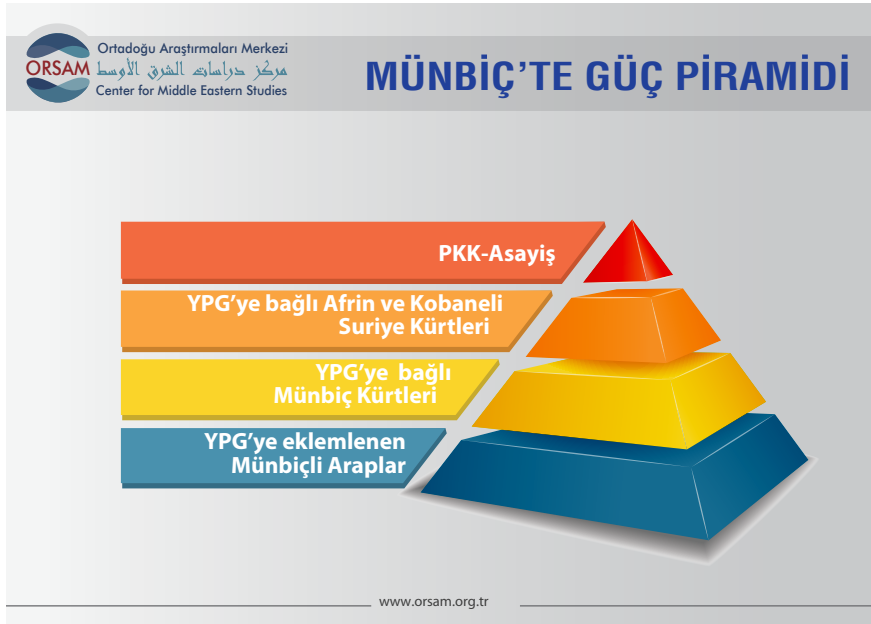 Ortadoğu Araştırmaları Merkezi
ORSAM
مركز دراسات الشرق الأوسط
Center for Middle Eastern Studies
MÜNBİÇ’TE GÜÇ PİRAMİDİ
PKK-Asayiş
YPG’ye bağlı Afrin ve Kobaneli
Suriye Kürtleri
YPG’ye bağlı
Münbiç Kürtleri
YPG’ye eklemlenen
Münbiçli Araplar
www.orsam.org.tr